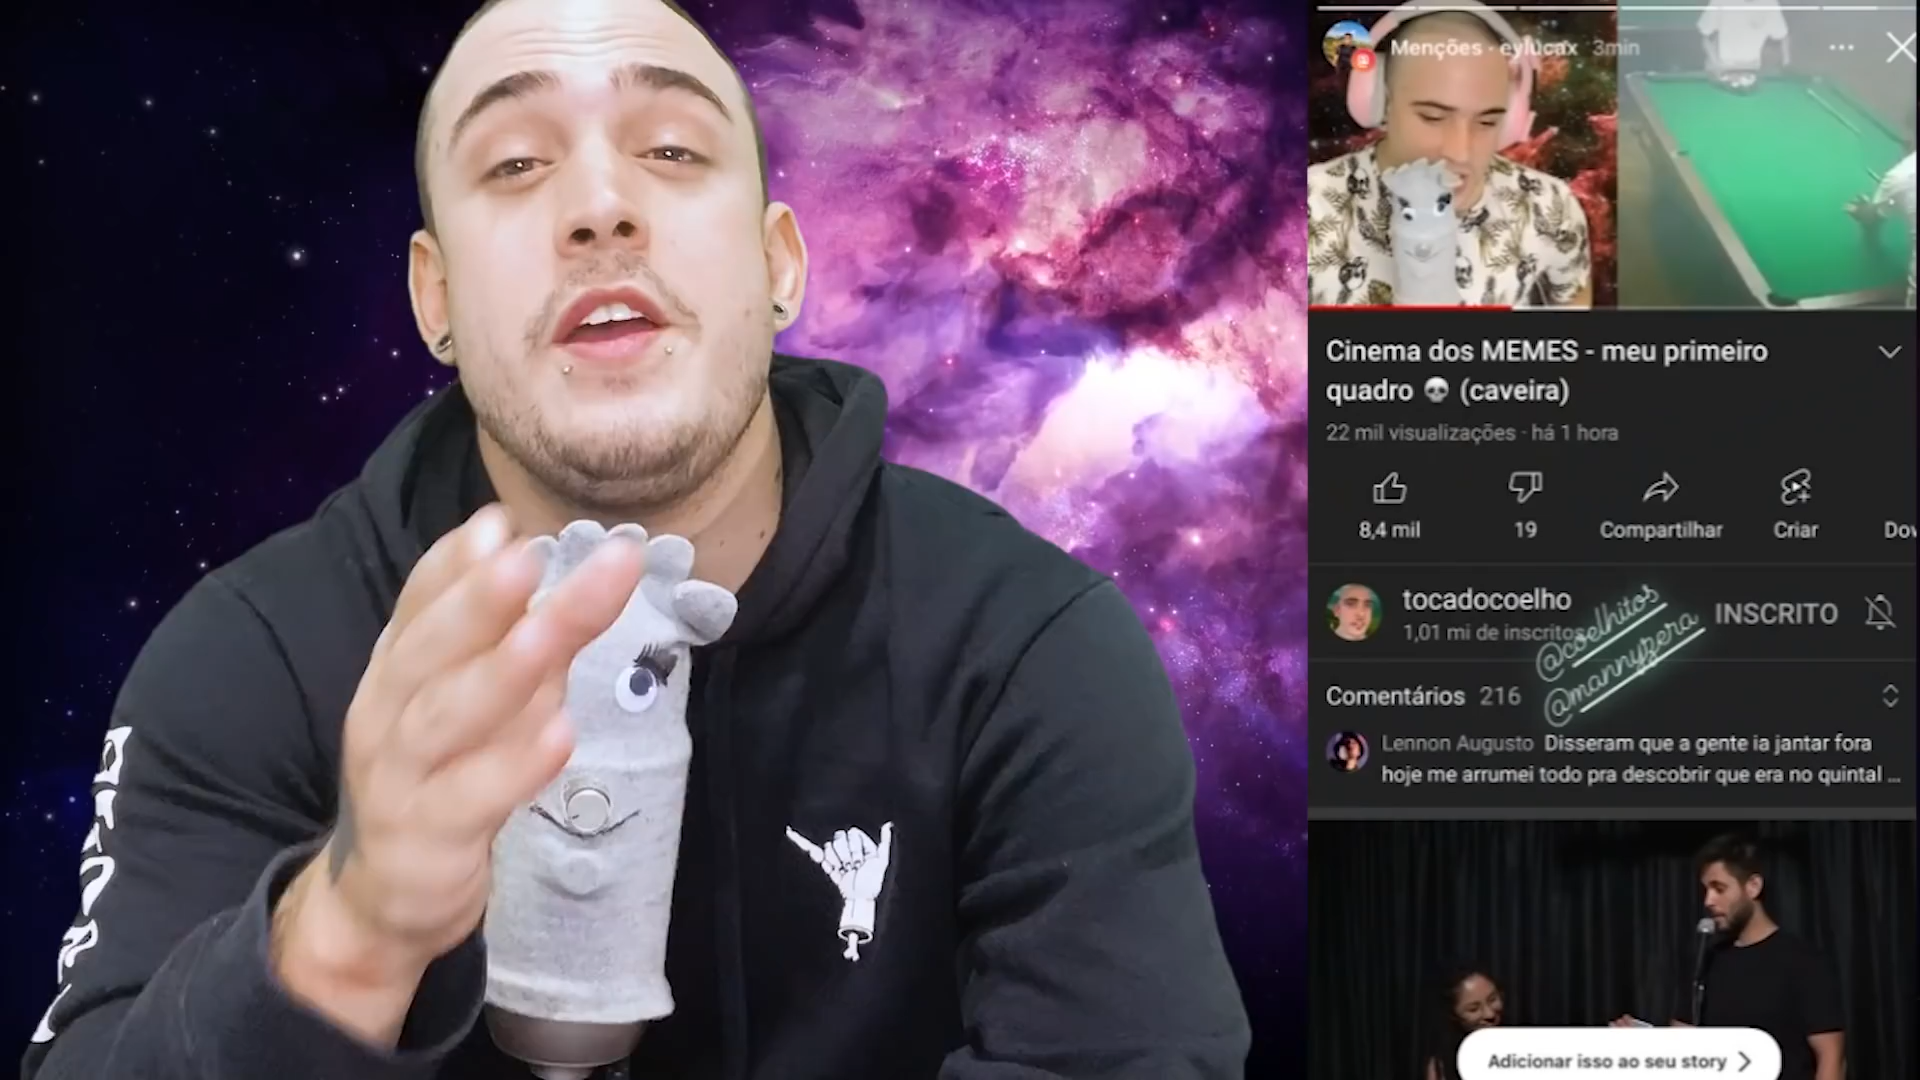 Menções · eylucax 3min
Cinema dos MEMES - meu primeiro
quadro 💀 (caveira)
22 mil visualizações · há 1 hora
8,4 mil
19
Compartilhar
Criar
Dow
tocadocoelho
1,01 mi de inscritos
INSCRITO
@coelhitos
@mannyzera
Comentários 216
Lennon Augusto Disseram que a gente ia jantar fora
hoje me arrumei todo pra descobrir que era no quintal ...
Adicionar isso ao seu story